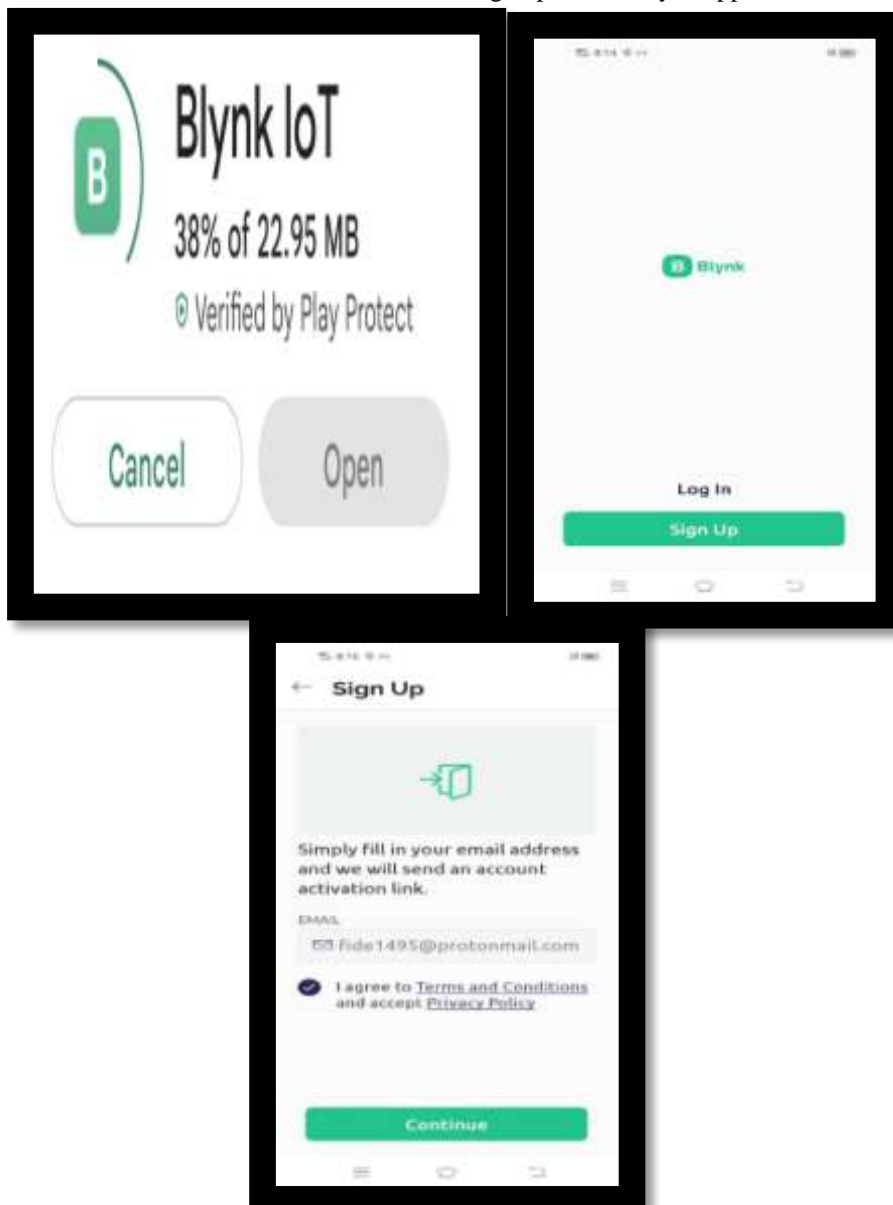 Blynk IoT
38% of 22.95 MB
Verified by Play Protect
Cancel
Open
B
B Blynk
Log In
Sign Up
Sign Up
Simply fill in your email address
and we will send an account
activation link.
EMAIL
fide1495@protonmail.com
I agree to Terms and Conditions
and accept Privacy Policy
Continue